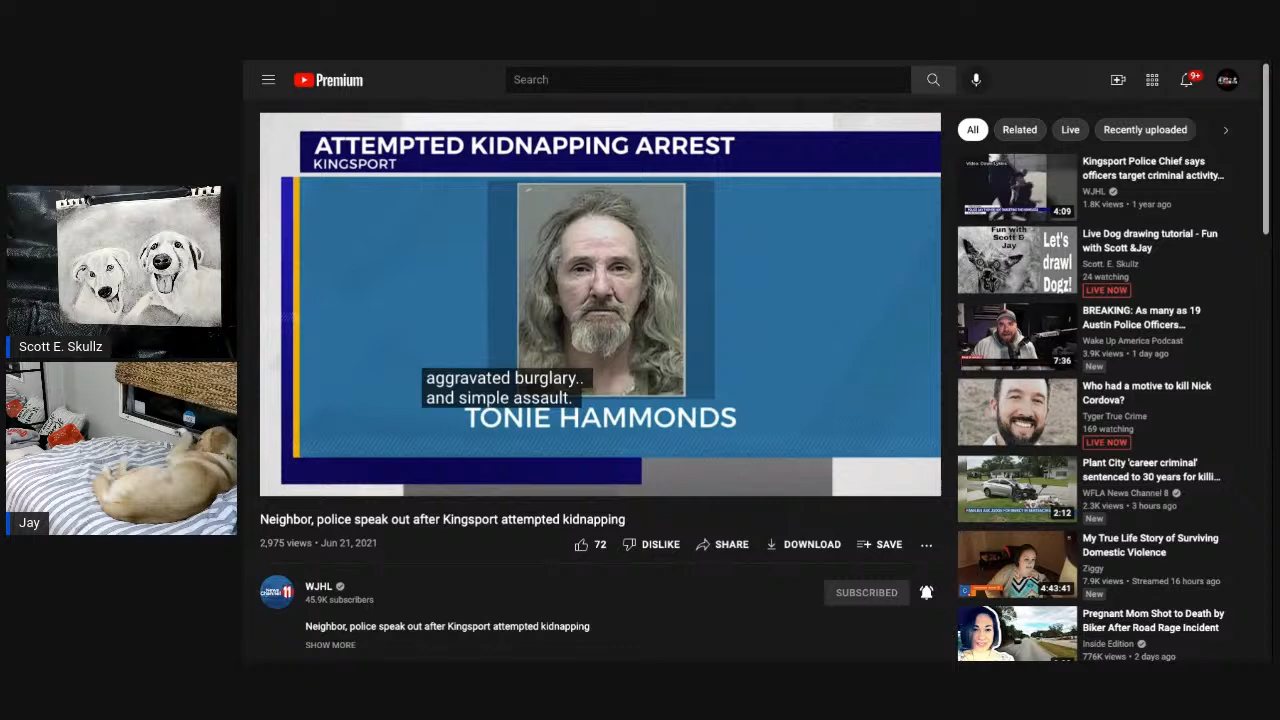 Premium
Search
9+
ATTEMPTED KIDNAPPING ARREST
KINGSPORT
aggravated burglary..
and simple assault.
TONIE HAMMONDS
Scott E. Skullz
Jay
Neighbor, police speak out after Kingsport attempted kidnapping
2,975 views • Jun 21, 2021
72
DISLIKE
SHARE
DOWNLOAD
SAVE
11
WJHL
45.9K subscribers
SUBSCRIBED
Neighbor, police speak out after Kingsport attempted kidnapping
SHOW MORE
All
Related
Live
Recently uploaded
Kingsport Police Chief says
officers target criminal activity...
WJHL
1.8K views • 1 year ago
4:09
Fun with
Scott &
Jay
Let's
drawl
Dogz!
Live Dog drawing tutorial - Fun
with Scott &Jay
Scott. E. Skullz
24 watching
LIVE NOW
BREAKING: As many as 19
Austin Police Officers...
Wake Up America Podcast
3.9K views • 1 day ago
New
7:36
Who had a motive to kill Nick
Cordova?
Tyger True Crime
169 watching
LIVE NOW
Plant City 'career criminal'
sentenced to 30 years for killi...
WFLA News Channel 8
2.3K views • 3 hours ago
New
2:12
My True Life Story of Surviving
Domestic Violence
Ziggy
7.9K views • Streamed 16 hours ago
New
4:43:41
Pregnant Mom Shot to Death by
Biker After Road Rage Incident
Inside Edition
776K views • 2 days ago